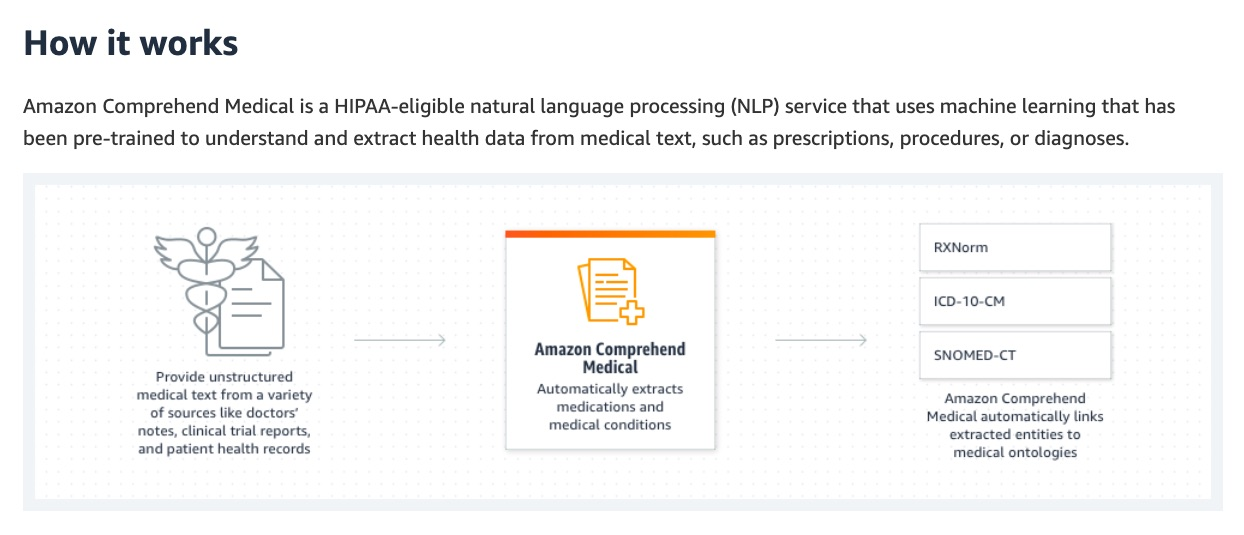 How it works
Amazon Comprehend Medical is a HIPAA-eligible natural language processing (NLP) service that uses machine learning that has
been pre-trained to understand and extract health data from medical text, such as prescriptions, procedures, or diagnoses.
Provide unstructured
medical text from a variety
of sources like doctors'
notes, clinical trial reports,
and patient health records
Amazon Comprehend
Medical
Automatically extracts
medications and
medical conditions
RXNorm
ICD-10-CM
SNOMED-CT
Amazon Comprehend
Medical automatically links
extracted entities to
medical ontologies